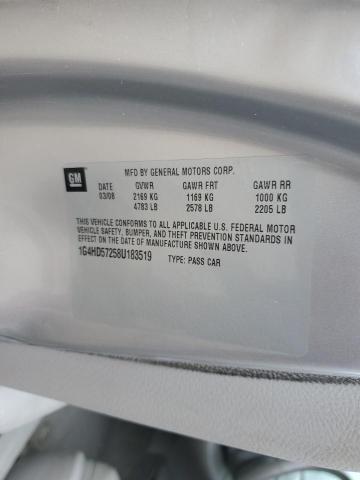 GM
MFD BY GENERAL MOTORS CORP.
DATE GVWR GAWR FRT GAWR RR
03/08 2169 KG 1169 KG 1000 KG
4783 LB 2578 LB 2205 LB
THIS VEHICLE CONFORMS TO ALL APPLICABLE U.S. FEDERAL MOTOR
VEHICLE SAFETY, BUMPER, AND THEFT PREVENTION STANDARDS IN
EFFECT ON THE DATE OF MANUFACTURE SHOWN ABOVE.
1G4HD57258U183519 TYPE: PASS CAR